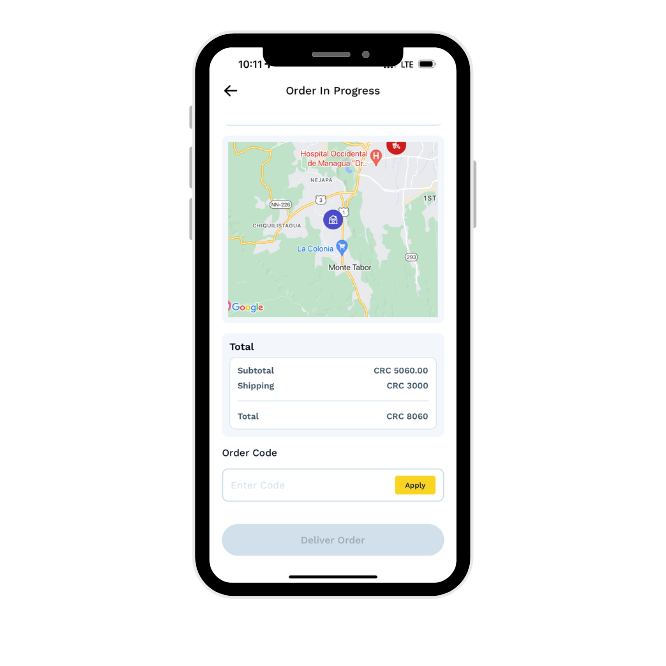 10:11
LTE
Order In Progress
Hospital Occidental
de Managua "Dr.
NEJAPA
3
NN-226
1
1ST
CHIQUILISTAGUA
La Colonia
293
Monte Tabor
Google
Total
Subtotal CRC 5060.00
Shipping CRC 3000
Total CRC 8060
Order Code
Enter Code Apply
Deliver Order